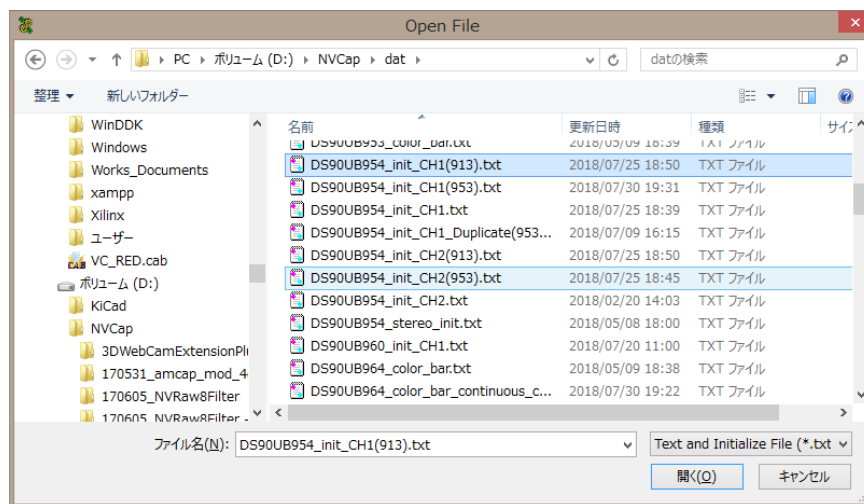 Open File
PC ボリューム (D:) NVCap dat
datの検索
整理 新しいフォルダー
WinDDK
Windows
Works_Documents
xampp
Xilinx
ユーザー
VC_RED.cab
ボリューム (D:)
KiCad
NVCap
3DWebCamExtensionPl
170531_amcap_mod_4
170605_NVRaw8Filter
170605_NVRaw8Filter -
名前 更新日時 種類 サイズ
DS90UB953_color_bar.txt 2018/05/09 18:39 TXT ファイル
DS90UB954_init_CH1(913).txt 2018/07/25 18:50 TXT ファイル
DS90UB954_init_CH1(953).txt 2018/07/30 19:31 TXT ファイル
DS90UB954_init_CH1.txt 2018/07/25 18:39 TXT ファイル
DS90UB954_init_CH1_Duplicate(953... 2018/07/09 16:15 TXT ファイル
DS90UB954_init_CH2(913).txt 2018/07/25 18:50 TXT ファイル
DS90UB954_init_CH2(953).txt 2018/07/25 18:45 TXT ファイル
DS90UB954_init_CH2.txt 2018/02/20 14:03 TXT ファイル
DS90UB954_stereo_init.txt 2018/05/08 18:00 TXT ファイル
DS90UB960_init_CH1.txt 2018/07/20 11:00 TXT ファイル
DS90UB964_color_bar.txt 2018/05/09 18:38 TXT ファイル
DS90UB964_color_bar_continuous_c... 2018/07/30 19:22 TXT ファイル
ファイル名(N): DS90UB954_init_CH1(913).txt Text and Initialize File (*.txt
開く(O) キャンセル